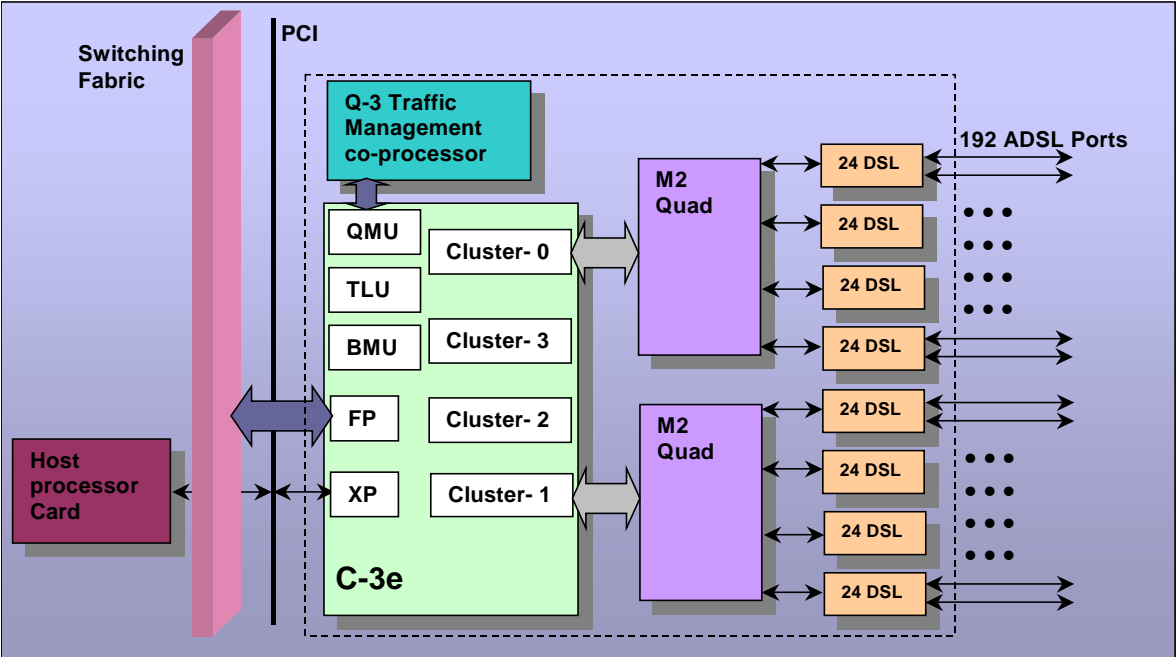 Switching
Fabric
PCI
Q-3 Traffic
Management
co-processor
192 ADSL Ports
QMU
TLU
BMU
FP
XP
Cluster- 0
Cluster- 3
Cluster- 2
Cluster- 1
C-3e
M2
Quad
M2
Quad
24 DSL
24 DSL
24 DSL
24 DSL
24 DSL
24 DSL
24 DSL
24 DSL
Host
processor
Card